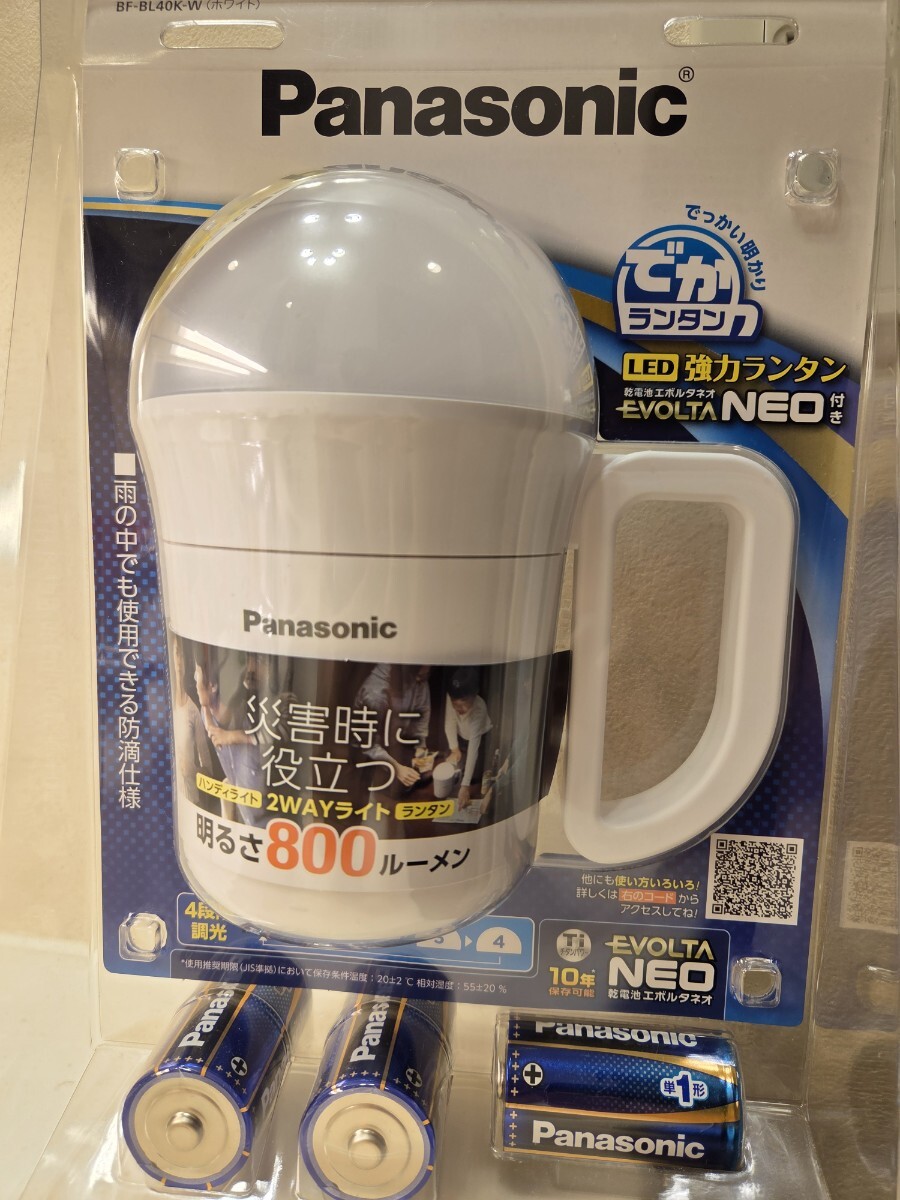 BF-BL40K-W（ホワイト）
Panasonic®
でっかい明かり
でか
ランタン
LED 強力ランタン
乾電池エボルタネオ
EVOLTA NEO 付き
■雨の中でも使用できる防滴仕様
Panasonic
災害時に
役立つ
ハンディライト 2WAYライト ランタン
明るさ800ルーメン
他にも使い方いろいろ!
詳しくは右のコードから
アクセスしてね!
4段
調光
3 4
*使用推奨期限（JIS準拠）において保存条件温度：20±2 ℃ 相対湿度：55±20 %
Ti
チタンパワー
10年*
保存可能
EVOLTA
NEO
乾電池エボルタネオ
Panas
Panas
Panasonic
単1形
Panasonic